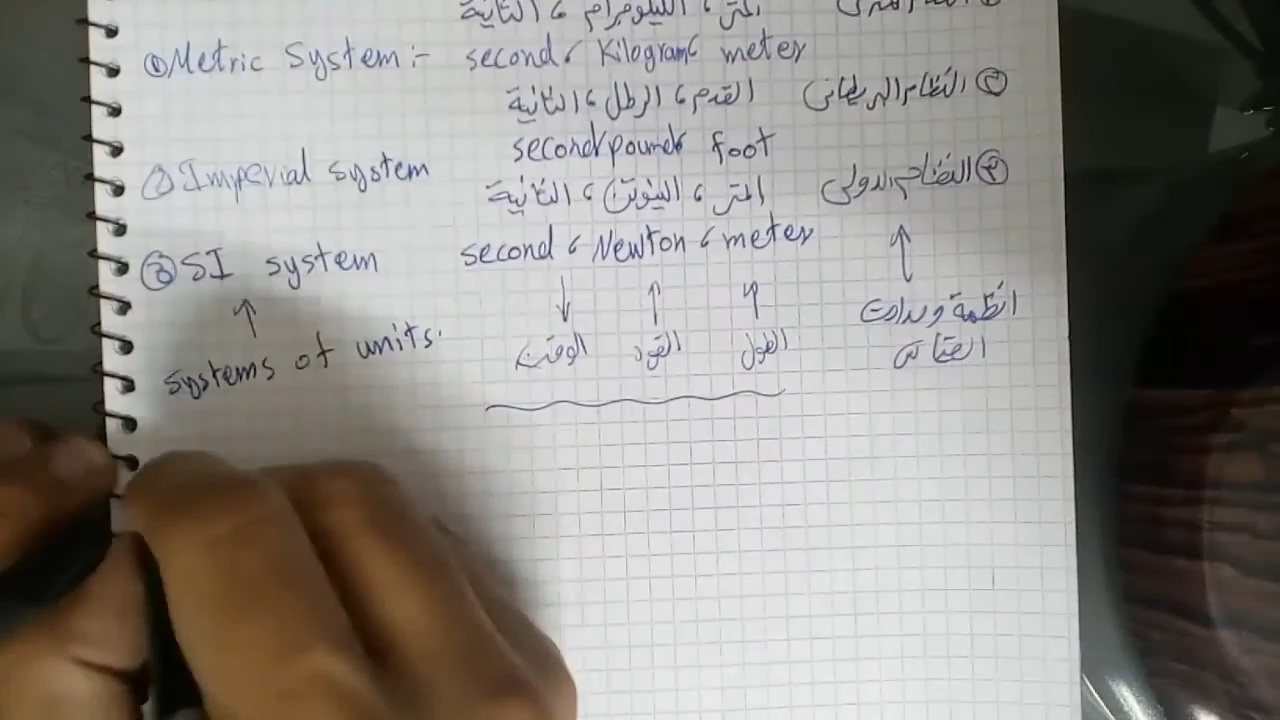 المتر ، الكيلوجرام ، الثانية
① Metric System :- second ، Kilogram ، meter
② النظام البريطاني القدم ، الرطل ، الثانية
② Imperial system second ، pound ، foot
③ النظام الدولي المتر ، النيوتن ، الثانية
③ SI system second ، Newton ، meter
↑ ↓ ↑ ↑ ↑
systems of units. الوقت القوة الطول
انظمة وحدات
القياس